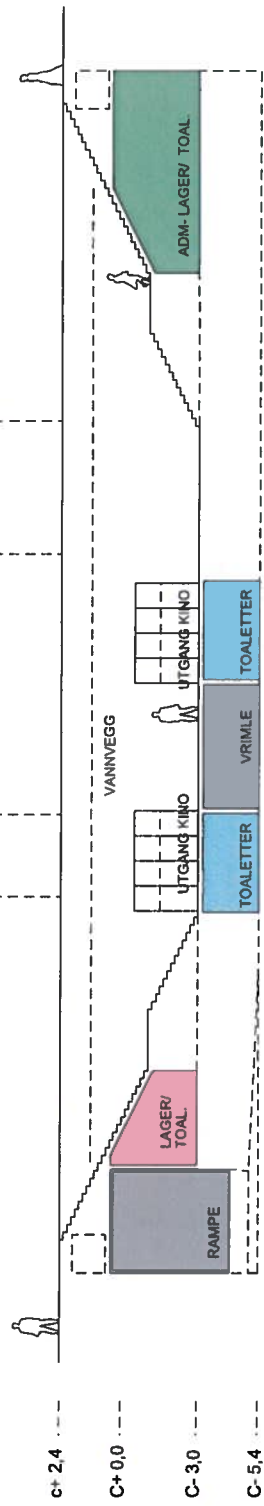 c+ 2,4
C+ 0,0
C- 3,0
C- 5,4
VANNVEGG
RAMPE
LAGER/
TOAL.
UTGANG KINO
UTGANG KINO
ADM- LAGER/ TOAL.
TOALETTER
VRIMLE
TOALETTER